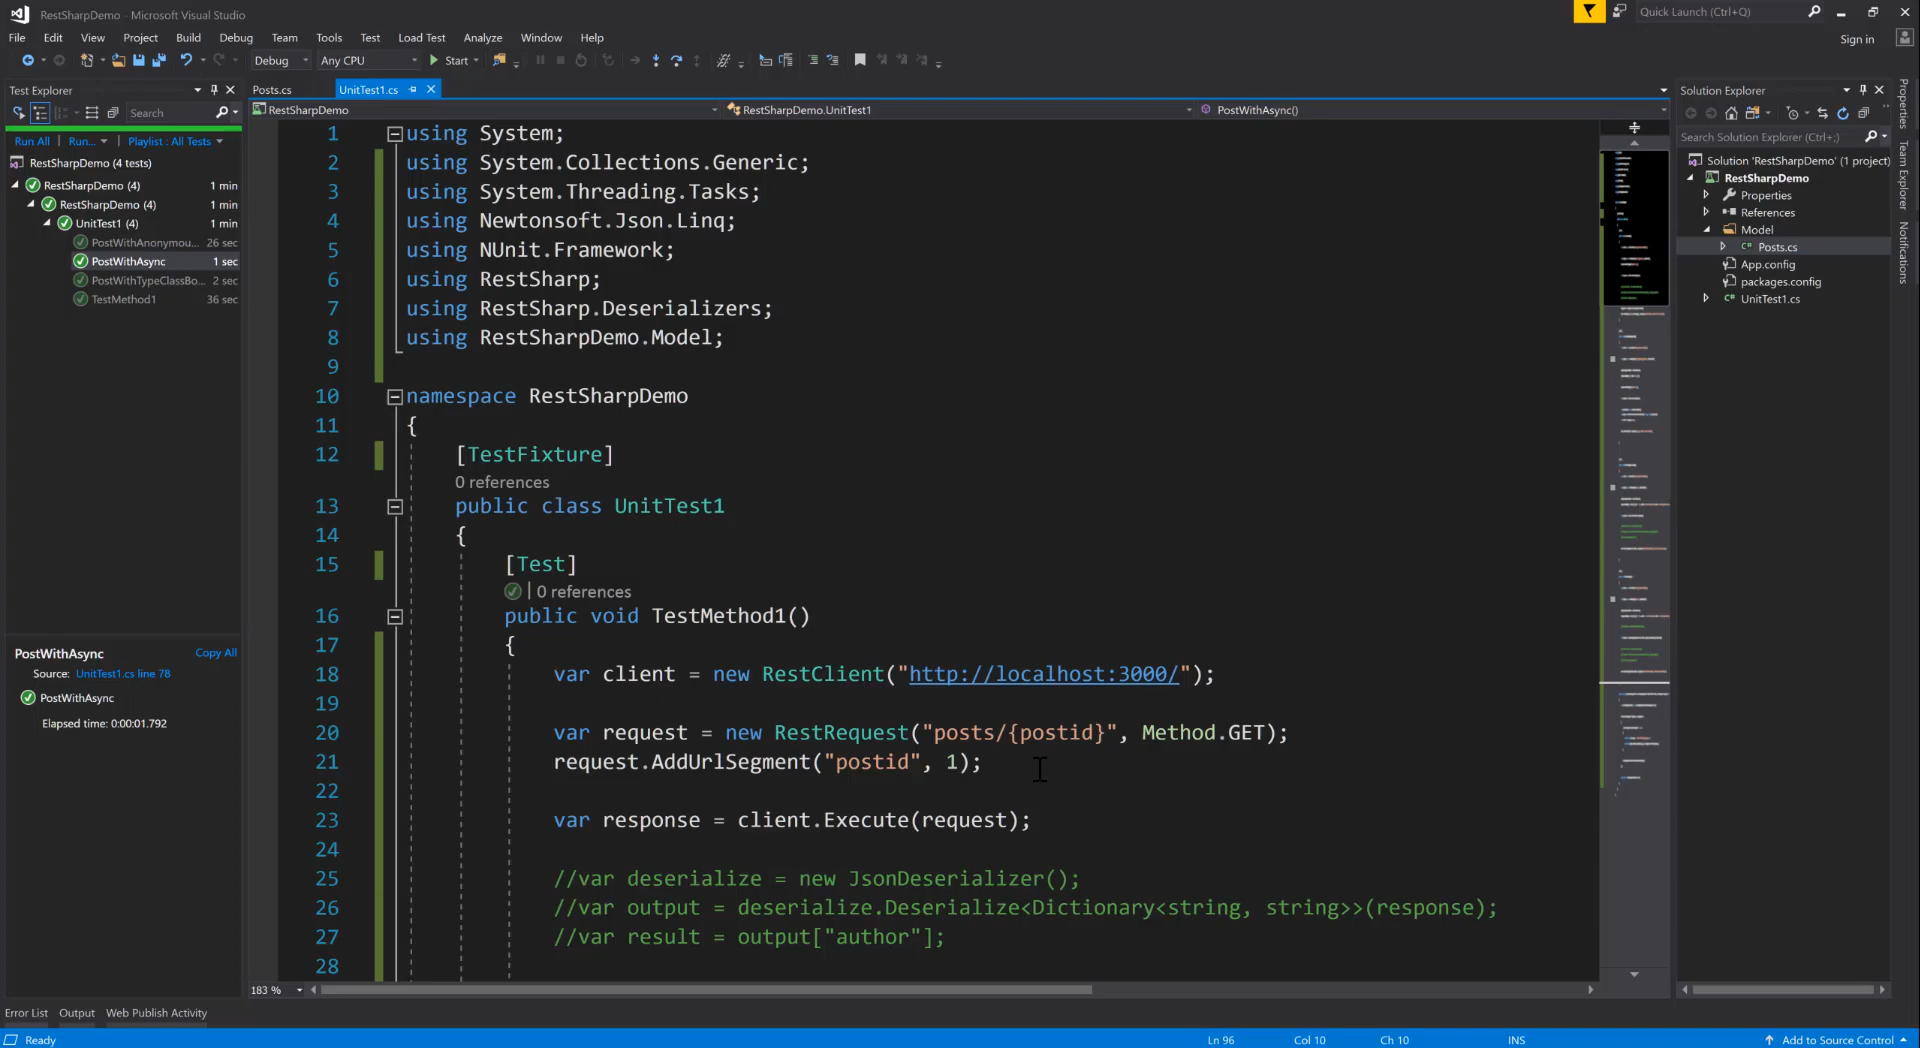 RestSharpDemo - Microsoft Visual Studio
Quick Launch (Ctrl+Q)
File Edit View Project Build Debug Team Tools Test Load Test Analyze Window Help
Sign in
Debug Any CPU Start
Test Explorer
Search
Run All Run... Playlist : All Tests
RestSharpDemo (4 tests)
RestSharpDemo (4) 1 min
RestSharpDemo (4) 1 min
UnitTest1 (4) 1 min
PostWithAnonymou... 26 sec
PostWithAsync 1 sec
PostWithTypeClassBo... 2 sec
TestMethod1 36 sec
PostWithAsync Copy All
Source: UnitTest1.cs line 78
PostWithAsync
Elapsed time: 0:00:01.792
Posts.cs UnitTest1.cs
RestSharpDemo RestSharpDemo.UnitTest1 PostWithAsync()
1 using System;
2 using System.Collections.Generic;
3 using System.Threading.Tasks;
4 using Newtonsoft.Json.Linq;
5 using NUnit.Framework;
6 using RestSharp;
7 using RestSharp.Deserializers;
8 using RestSharpDemo.Model;
9
10 namespace RestSharpDemo
11 {
12 [TestFixture]
0 references
13 public class UnitTest1
14 {
15 [Test]
| 0 references
16 public void TestMethod1()
17 {
18 var client = new RestClient("http://localhost:3000/");
19
20 var request = new RestRequest("posts/{postid}", Method.GET);
21 request.AddUrlSegment("postid", 1);
22
23 var response = client.Execute(request);
24
25 //var deserialize = new JsonDeserializer();
26 //var output = deserialize.Deserialize<Dictionary<string, string>>(response);
27 //var result = output["author"];
28
183 %
Solution Explorer
Search Solution Explorer (Ctrl+;)
Solution 'RestSharpDemo' (1 project)
RestSharpDemo
Properties
References
Model
C# Posts.cs
App.config
packages.config
C# UnitTest1.cs
Properties
Team Explorer
Notifications
Error List Output Web Publish Activity
Ready Ln 96 Col 10 Ch 10 INS Add to Source Control